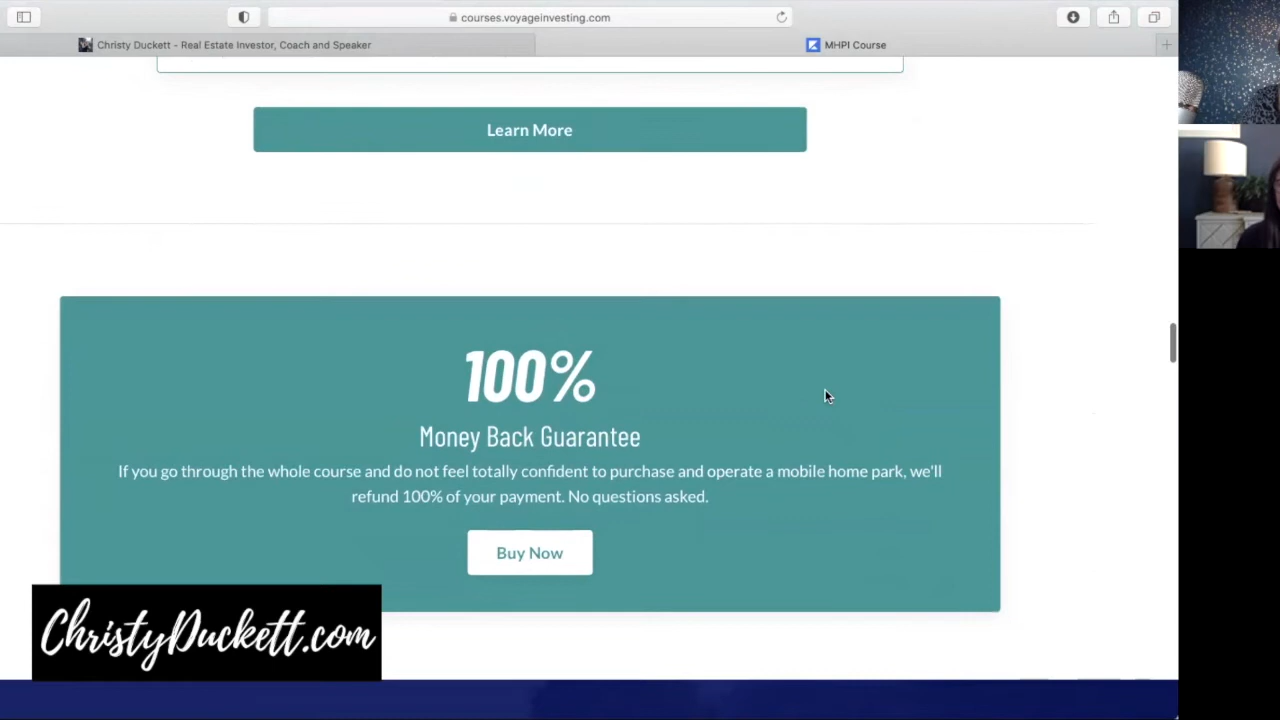 courses.voyageinvesting.com
Christy Duckett - Real Estate Investor, Coach and Speaker
MHPI Course
Learn More
100%
Money Back Guarantee
If you go through the whole course and do not feel totally confident to purchase and operate a mobile home park, we'll
refund 100% of your payment. No questions asked.
Buy Now
ChristyDuckett.com